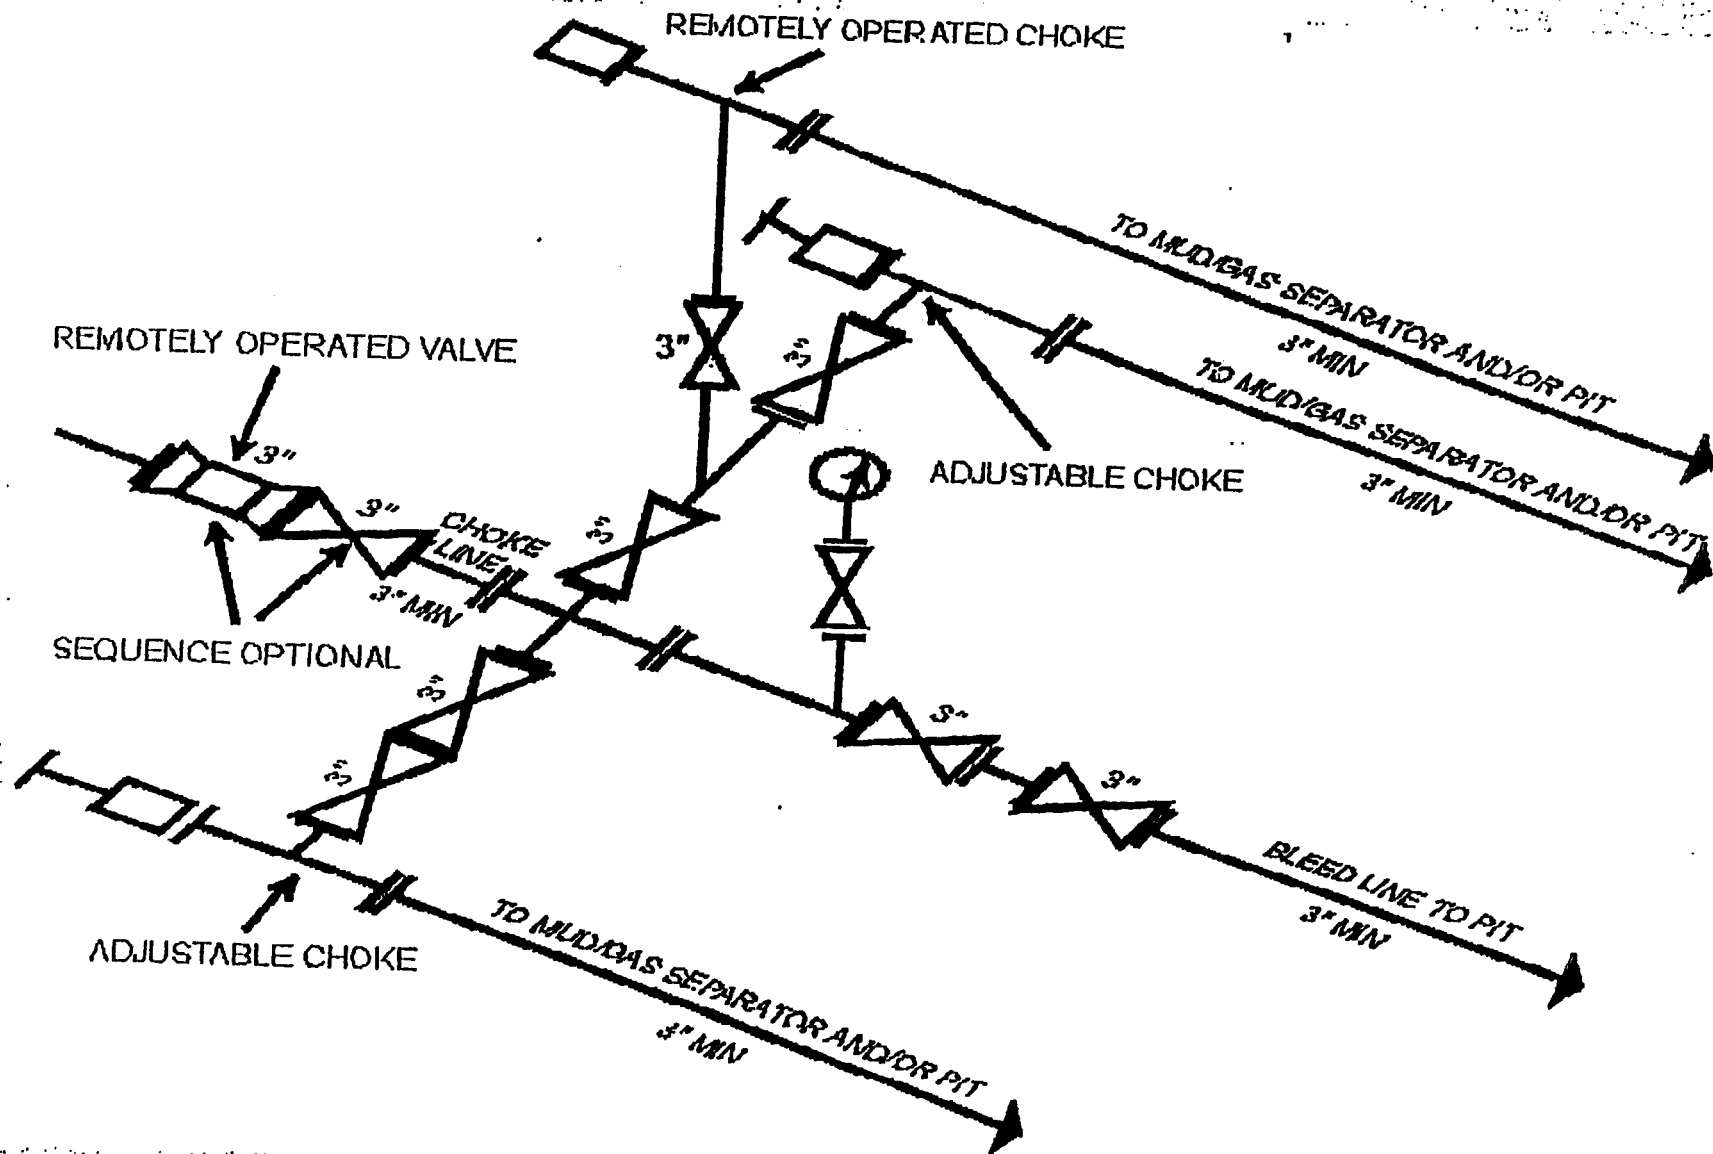 REMOTELY OPERATED CHOKE
TO MUD/GAS SEPARATOR AND/OR PIT
3" MIN
3"
3"
TO MUD/GAS SEPARATOR AND/OR PIT
3" MIN
REMOTELY OPERATED VALVE
3"
ADJUSTABLE CHOKE
3"
CHOKE
LINE
3"
3" MIN
SEQUENCE OPTIONAL
3"
3"
3"
3"
BLEED LINE TO PIT
3" MIN
ADJUSTABLE CHOKE
TO MUD/GAS SEPARATOR AND/OR PIT
3" MIN